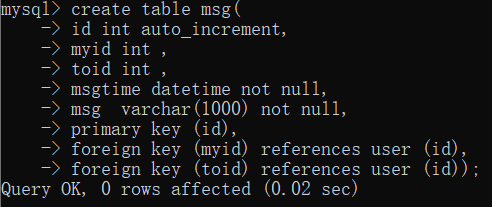 mysql> create table msg(
    -> id int auto_increment,
    -> myid int ,
    -> toid int ,
    -> msgtime datetime not null,
    -> msg  varchar(1000) not null,
    -> primary key (id),
    -> foreign key (myid) references user (id),
    -> foreign key (toid) references user (id));
Query OK, 0 rows affected (0.02 sec)